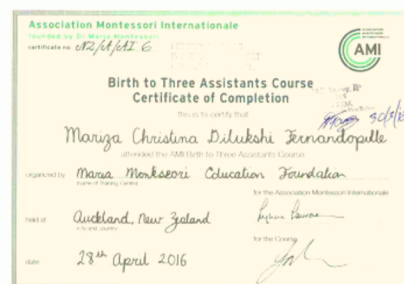 Association Montessori Internationale
founded by Dr Maria Montessori
certificate no. NZ/A/AI 6
AMI
Birth to Three Assistants Course
Certificate of Completion
this is to certify that
Mariza Christina Dilukshi Fernandopulle
attended the AMI Birth to Three Assistants Course
organized by Maria Montessori Education Foundation
(name of Training Centre)
for the Association Montessori Internationale
held at Auckland, New Zealand
city and country
for the Course
date 28th April 2016